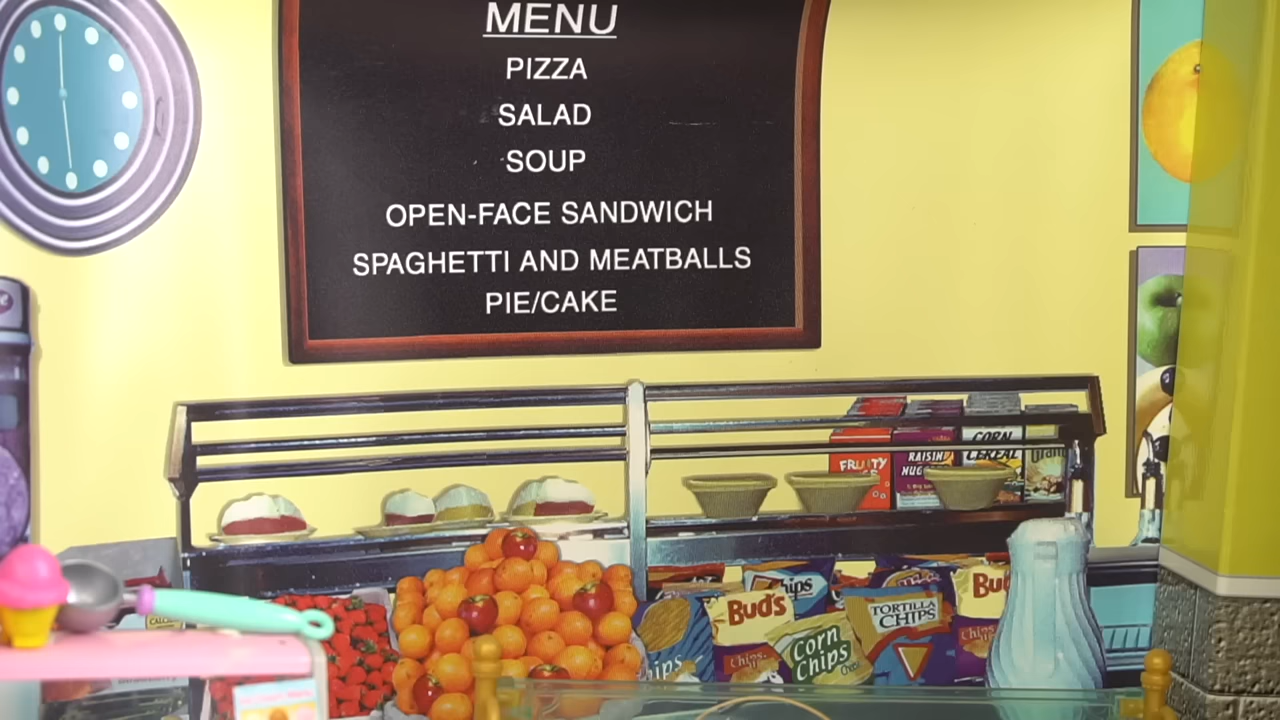 MENU
PIZZA
SALAD
SOUP
OPEN-FACE SANDWICH
SPAGHETTI AND MEATBALLS
PIE/CAKE
FRUITY
RAISIN
CORN
CEREAL
Bud's
Chips
Corn
Chips
TORTILLA
CHIPS
Chips